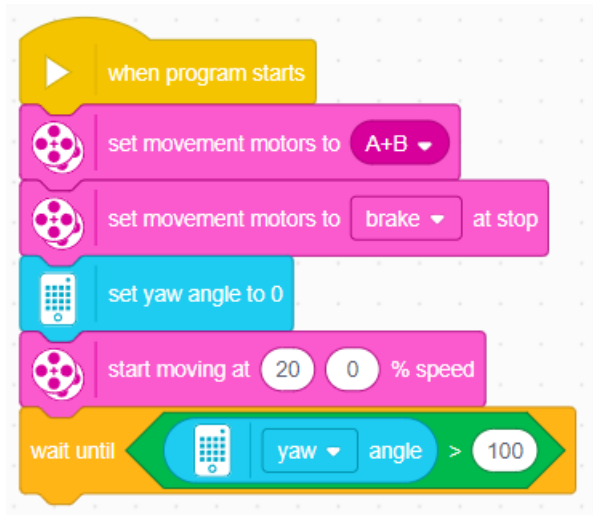 when program starts
set movement motors to A+B
set movement motors to brake at stop
set yaw angle to 0
start moving at 20 0 % speed
wait until yaw angle > 100